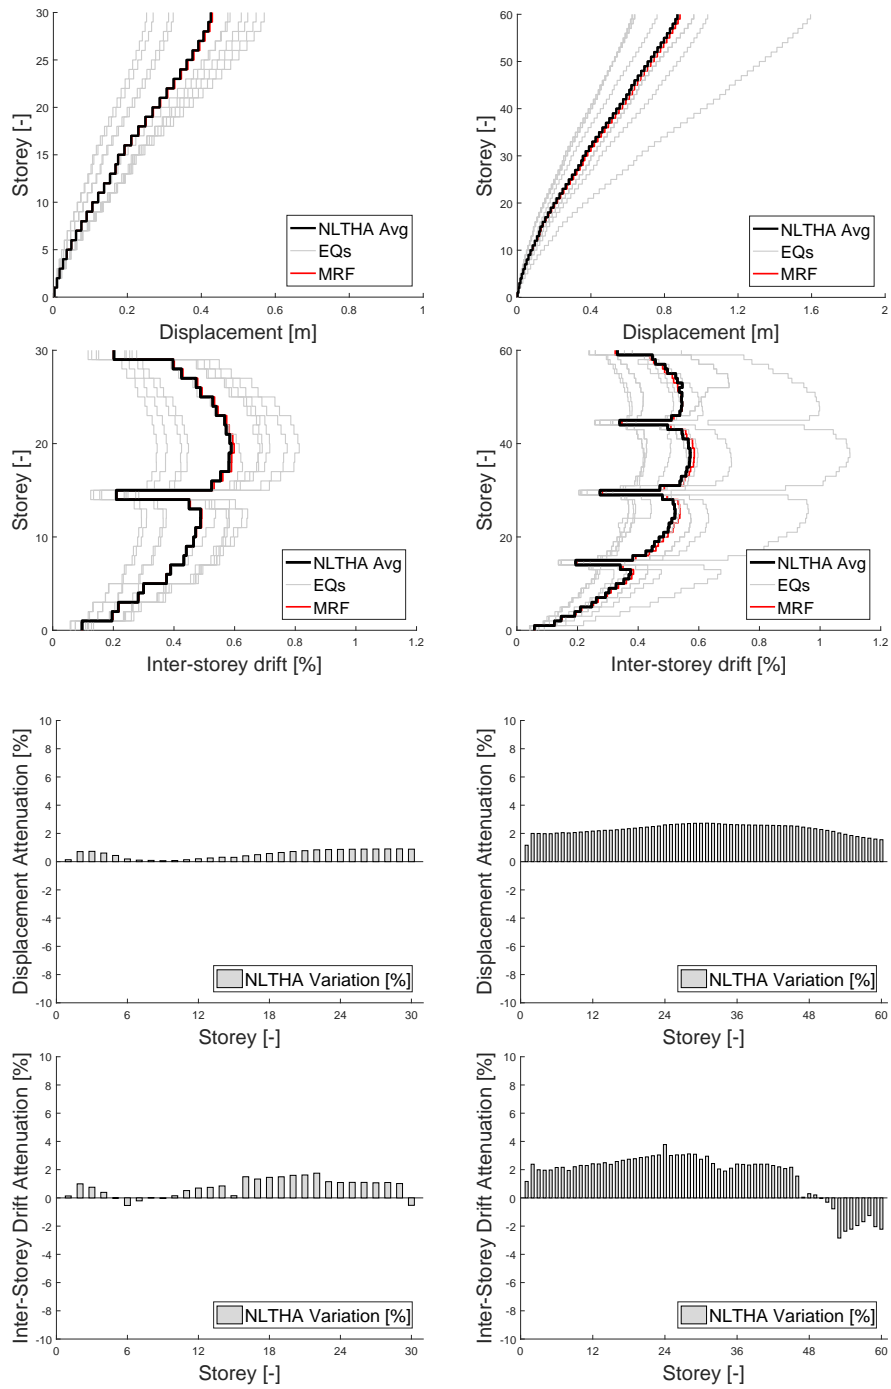 30
25
20
15
10
5
0
Storey [-]
NLTHA Avg
EQs
MRF
0 0.2 0.4 0.6 0.8 1
Displacement [m]
60
50
40
30
20
10
0
Storey [-]
NLTHA Avg
EQs
MRF
0 0.4 0.8 1.2 1.6 2
Displacement [m]
30
20
10
0
Storey [-]
NLTHA Avg
EQs
MRF
0 0.2 0.4 0.6 0.8 1 1.2
Inter-storey drift [%]
60
40
20
0
Storey [-]
NLTHA Avg
EQs
MRF
0 0.2 0.4 0.6 0.8 1 1.2
Inter-storey drift [%]
10
8
6
4
2
0
-2
-4
-6
-8
-10
Displacement Attenuation [%]
NLTHA Variation [%]
0 6 12 18 24 30
Storey [-]
10
8
6
4
2
0
-2
-4
-6
-8
-10
Displacement Attenuation [%]
NLTHA Variation [%]
0 12 24 36 48 60
Storey [-]
10
8
6
4
2
0
-2
-4
-6
-8
-10
Inter-Storey Drift Attenuation [%]
NLTHA Variation [%]
0 6 12 18 24 30
Storey [-]
10
8
6
4
2
0
-2
-4
-6
-8
-10
Inter-Storey Drift Attenuation [%]
NLTHA Variation [%]
0 12 24 36 48 60
Storey [-]